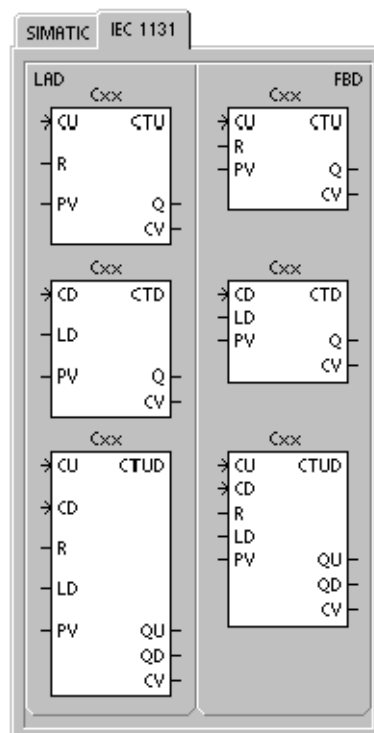 SIMATIC IEC 1131
LAD
Cxx
CU CTU
R
PV Q
CV
Cxx
CD CTD
LD
PV Q
CV
Cxx
CU CTUD
CD
R
LD
PV QU
QD
CV
FBD
Cxx
CU CTU
R
PV Q
CV
Cxx
CD CTD
LD
PV Q
CV
Cxx
CU CTUD
CD
R
LD
PV QU
QD
CV